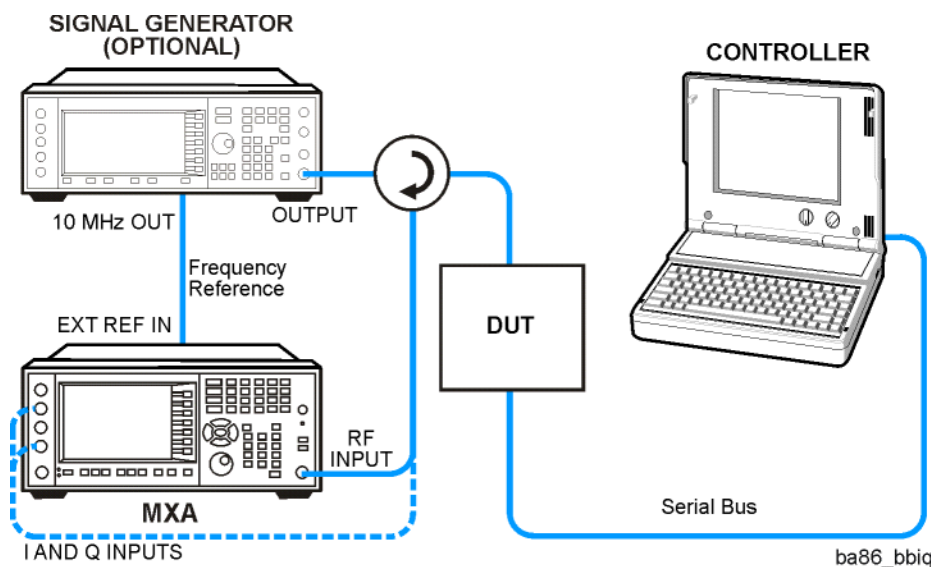 SIGNAL GENERATOR
(OPTIONAL)
CONTROLLER
10 MHz OUT
OUTPUT
Frequency
Reference
EXT REF IN
DUT
RF
INPUT
MXA
Serial Bus
I AND Q INPUTS
ba86_bbiq